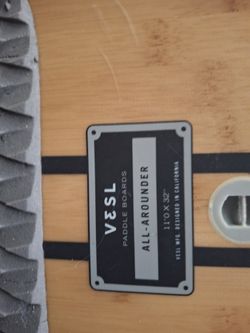 VESL
PADDLE BOARDS
ALL-AROUNDER
11'0 X 32"
VESL MFG. DESIGNED IN CALIFORNIA